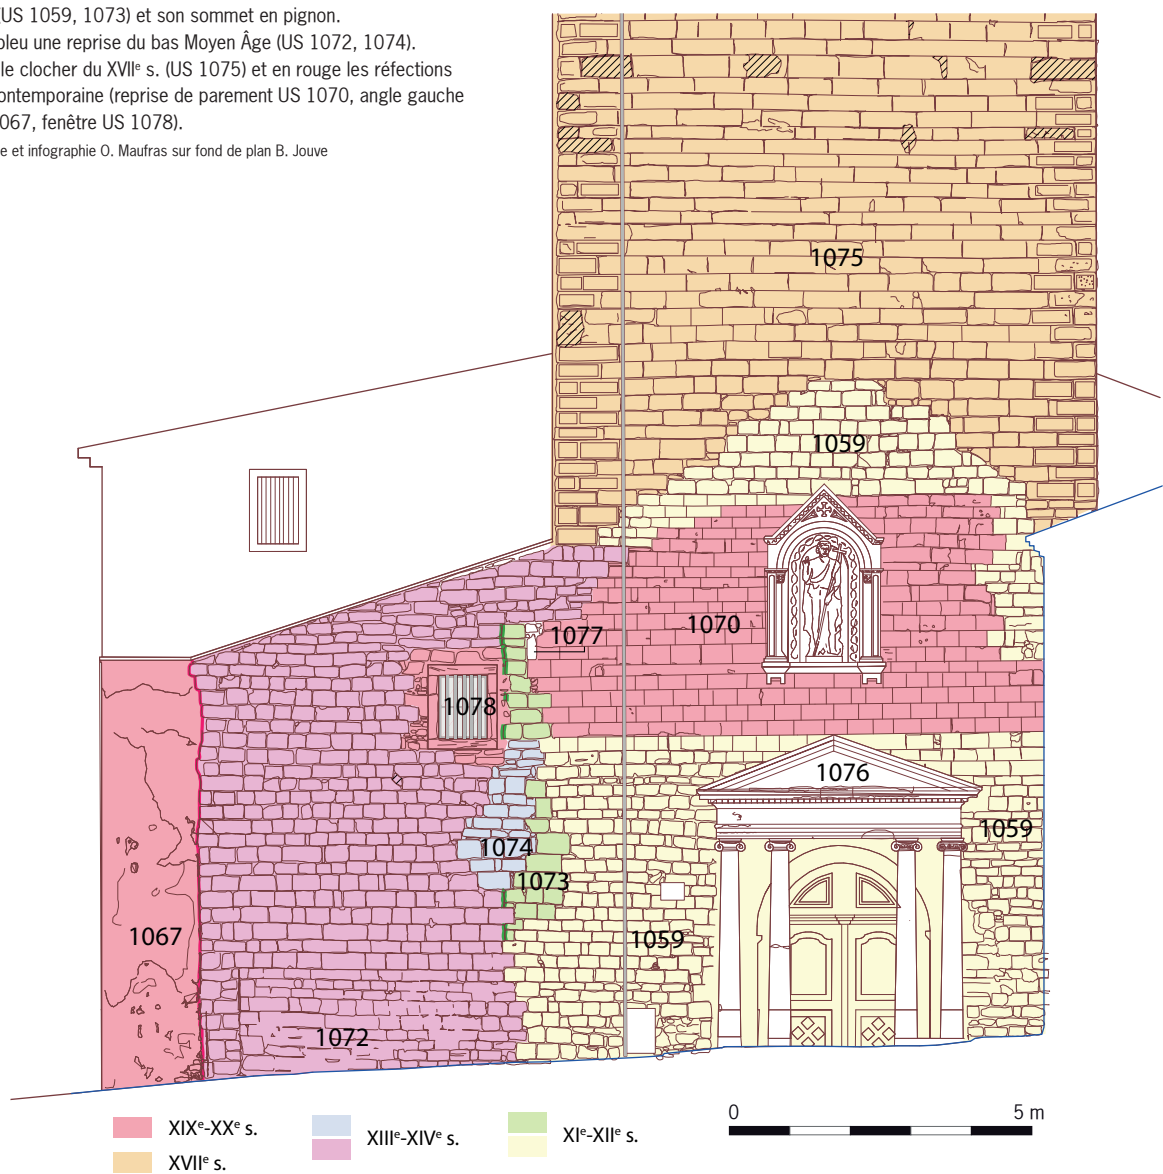 (US 1059, 1073) et son sommet en pignon.
bleu une reprise du bas Moyen Âge (US 1072, 1074).
le clocher du XVIIe s. (US 1075) et en rouge les réfections
ontemporaine (reprise de parement US 1070, angle gauche
067, fenêtre US 1078).
e et infographie O. Maufras sur fond de plan B. Jouve
1075
1059
1077
1070
1078
1076
1059
1074
1073
1067
1059
1072
XIXe-XXe s.
XVIIe s.
XIIIe-XIVe s.
XIe-XIIe s.
0
5 m